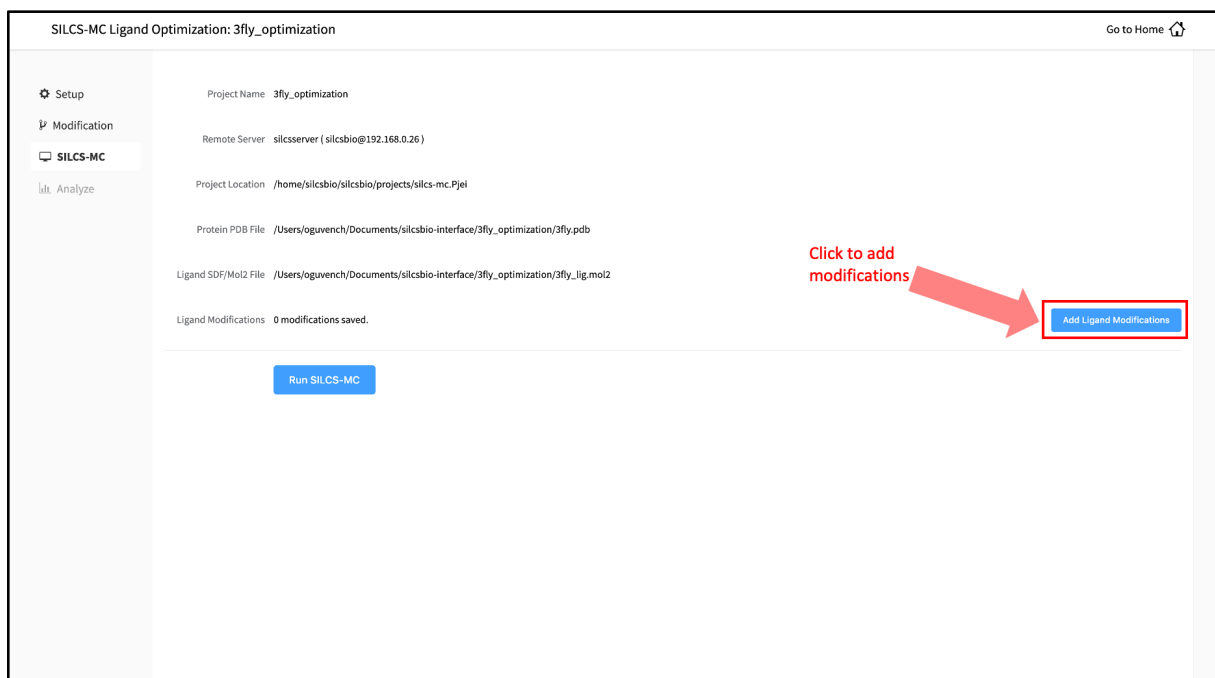 SILCS-MC Ligand Optimization: 3fly_optimization
Go to Home
Setup
Modification
SILCS-MC
Analyze
Project Name 3fly_optimization
Remote Server silcsserver ( silcsbio@192.168.0.26 )
Project Location /home/silcsbio/silcsbio/projects/silcs-mc.Pjei
Protein PDB File /Users/oguvench/Documents/silcsbio-interface/3fly_optimization/3fly.pdb
Ligand SDF/Mol2 File /Users/oguvench/Documents/silcsbio-interface/3fly_optimization/3fly_lig.mol2
Click to add
modifications
Ligand Modifications 0 modifications saved.
Add Ligand Modifications
Run SILCS-MC